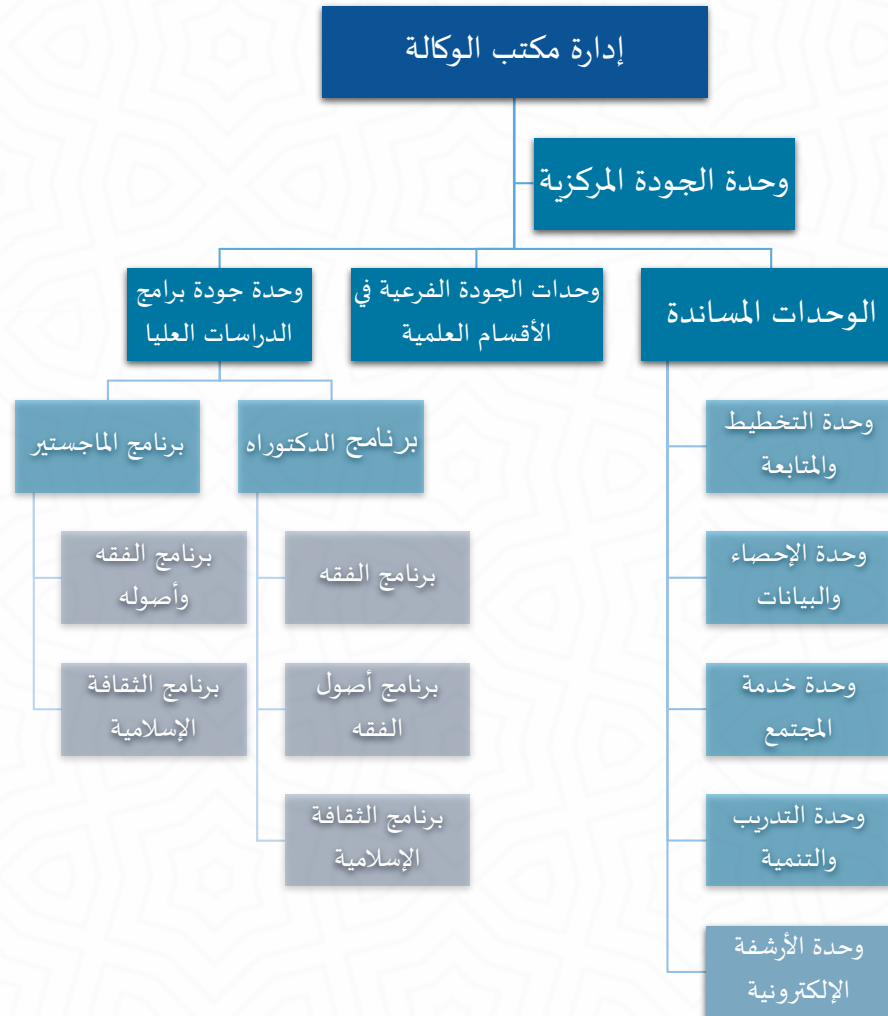 إدارة مكتب الوكالة
وحدة الجودة المركزية
الوحدات المساندة
وحدات الجودة الفرعية في
الأقسام العلمية
وحدة جودة برامج
الدراسات العليا
وحدة التخطيط
والمتابعة
وحدة الإحصاء
والبيانات
وحدة خدمة
المجتمع
وحدة التدريب
والتنمية
وحدة الأرشفة
الإلكترونية
برنامج الدكتوراه
برنامج الفقه
برنامج أصول
الفقه
برنامج الثقافة
الإسلامية
برنامج الماجستير
برنامج الفقه
وأصوله
برنامج الثقافة
الإسلامية